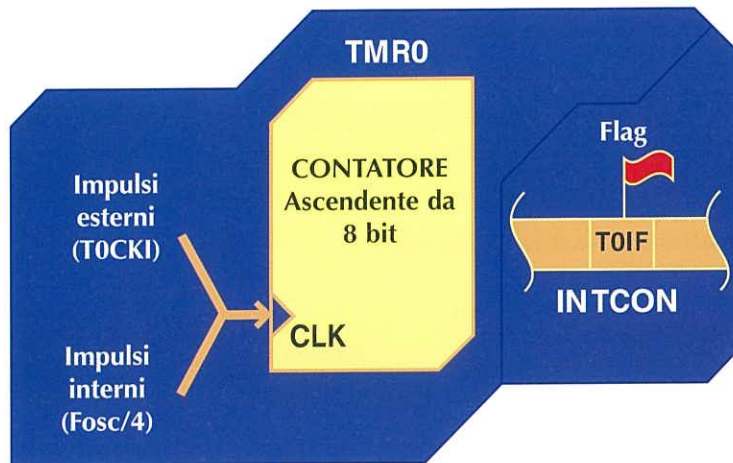 TMR0
CONTATORE
Ascendente da
8 bit
Impulsi
esterni
(T0CKI)
CLK
Impulsi
interni
(Fosc/4)
Flag
T0IF
INTCON